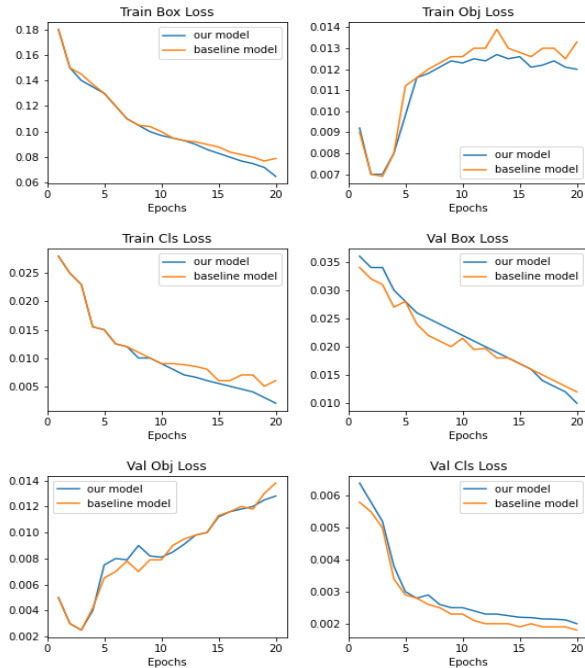 Train Box Loss
0.18
0.16
0.14
0.12
0.10
0.08
0.06
0
5
10
15
20
Epochs
our model
baseline model
Train Obj Loss
0.014
0.013
0.012
0.011
0.010
0.009
0.008
0.007
0
5
10
15
20
Epochs
our model
baseline model
Train Cls Loss
0.025
0.020
0.015
0.010
0.005
0
5
10
15
20
Epochs
our model
baseline model
Val Box Loss
0.035
0.030
0.025
0.020
0.015
0.010
0
5
10
15
20
Epochs
our model
baseline model
Val Obj Loss
0.014
0.012
0.010
0.008
0.006
0.004
0.002
0
5
10
15
20
Epochs
our model
baseline model
Val Cls Loss
0.006
0.005
0.004
0.003
0.002
0
5
10
15
20
Epochs
our model
baseline model